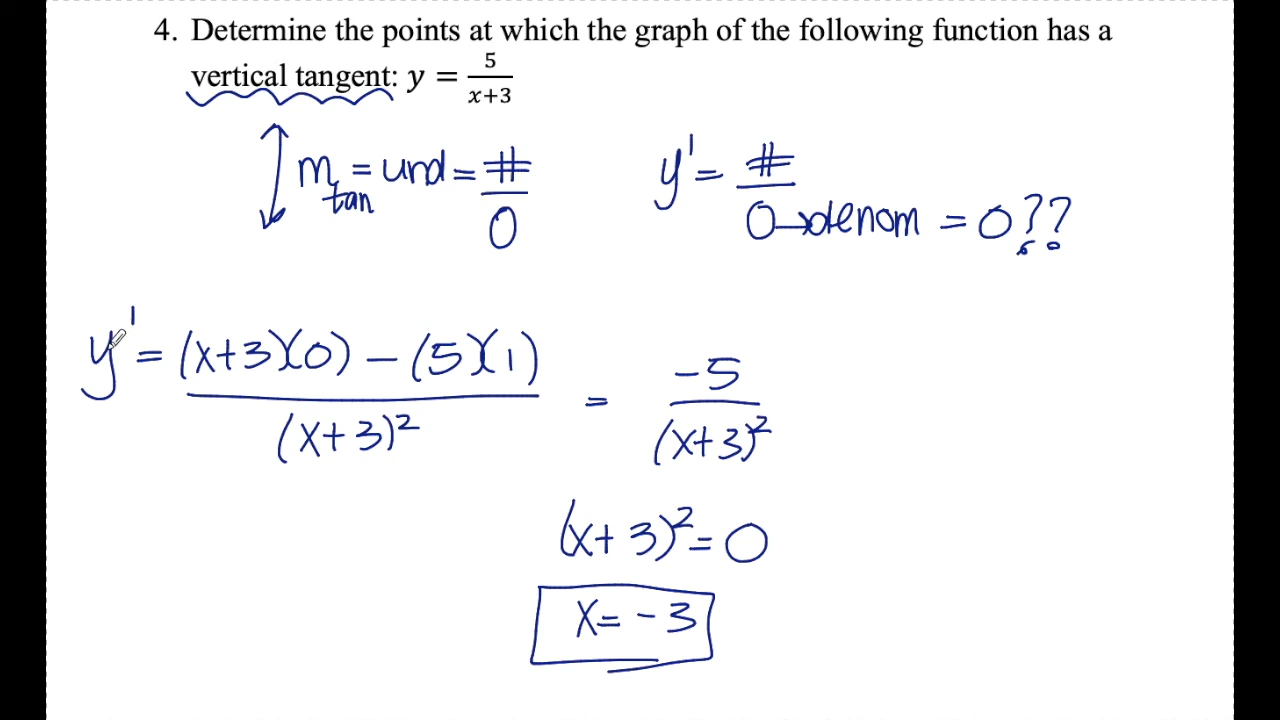 4. Determine the points at which the graph of the following function has a
vertical tangent: y = 5/(x+3)
m_tan = und = #/0
y' = #/0 → denom = 0??
y' = ((x+3)(0) − (5)(1))/(x+3)² = −5/(x+3)²
(x+3)² = 0
x = −3